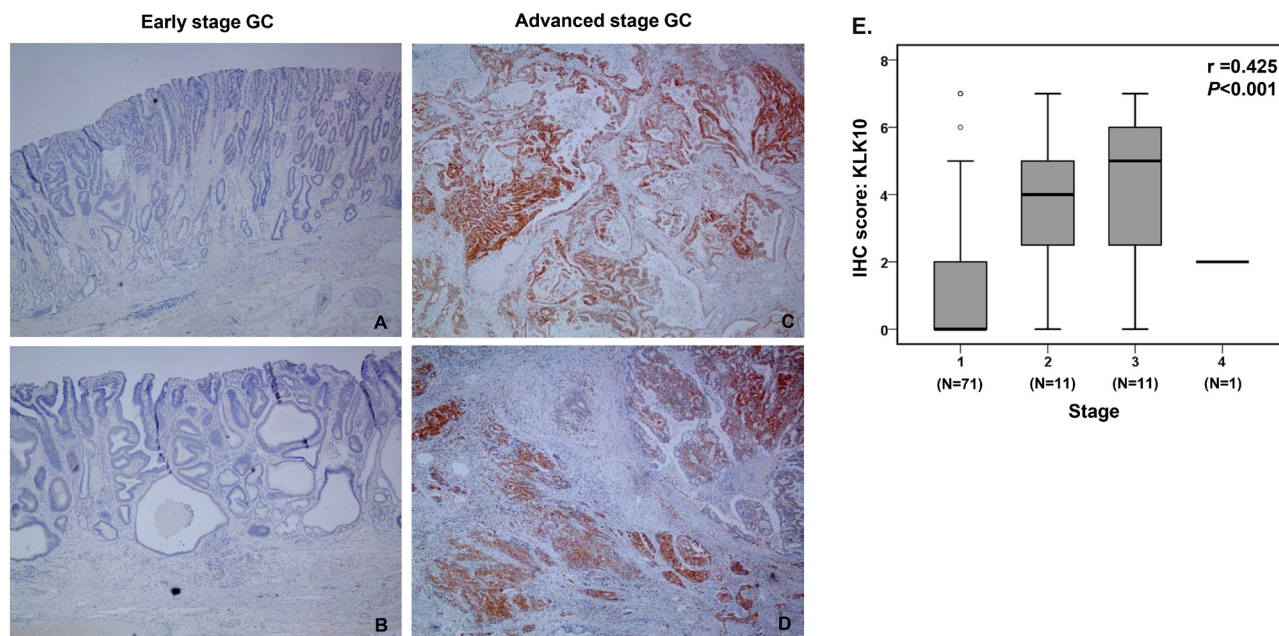 Early stage GC
Advanced stage GC
A
B
C
D
E.
r =0.425
P<0.001
IHC score: KLK10
8
6
4
2
0
1
2
3
4
(N=71)
(N=11)
(N=11)
(N=1)
Stage